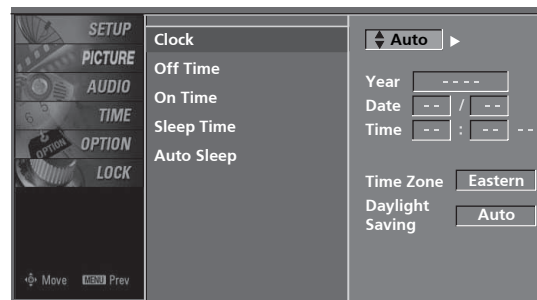 SETUP
PICTURE
AUDIO
TIME
OPTION
LOCK
Move MENU Prev
Clock
Off Time
On Time
Sleep Time
Auto Sleep
Auto
Year - - - -
Date - - / - -
Time - - : - - - -
Time Zone Eastern
Daylight
Saving Auto